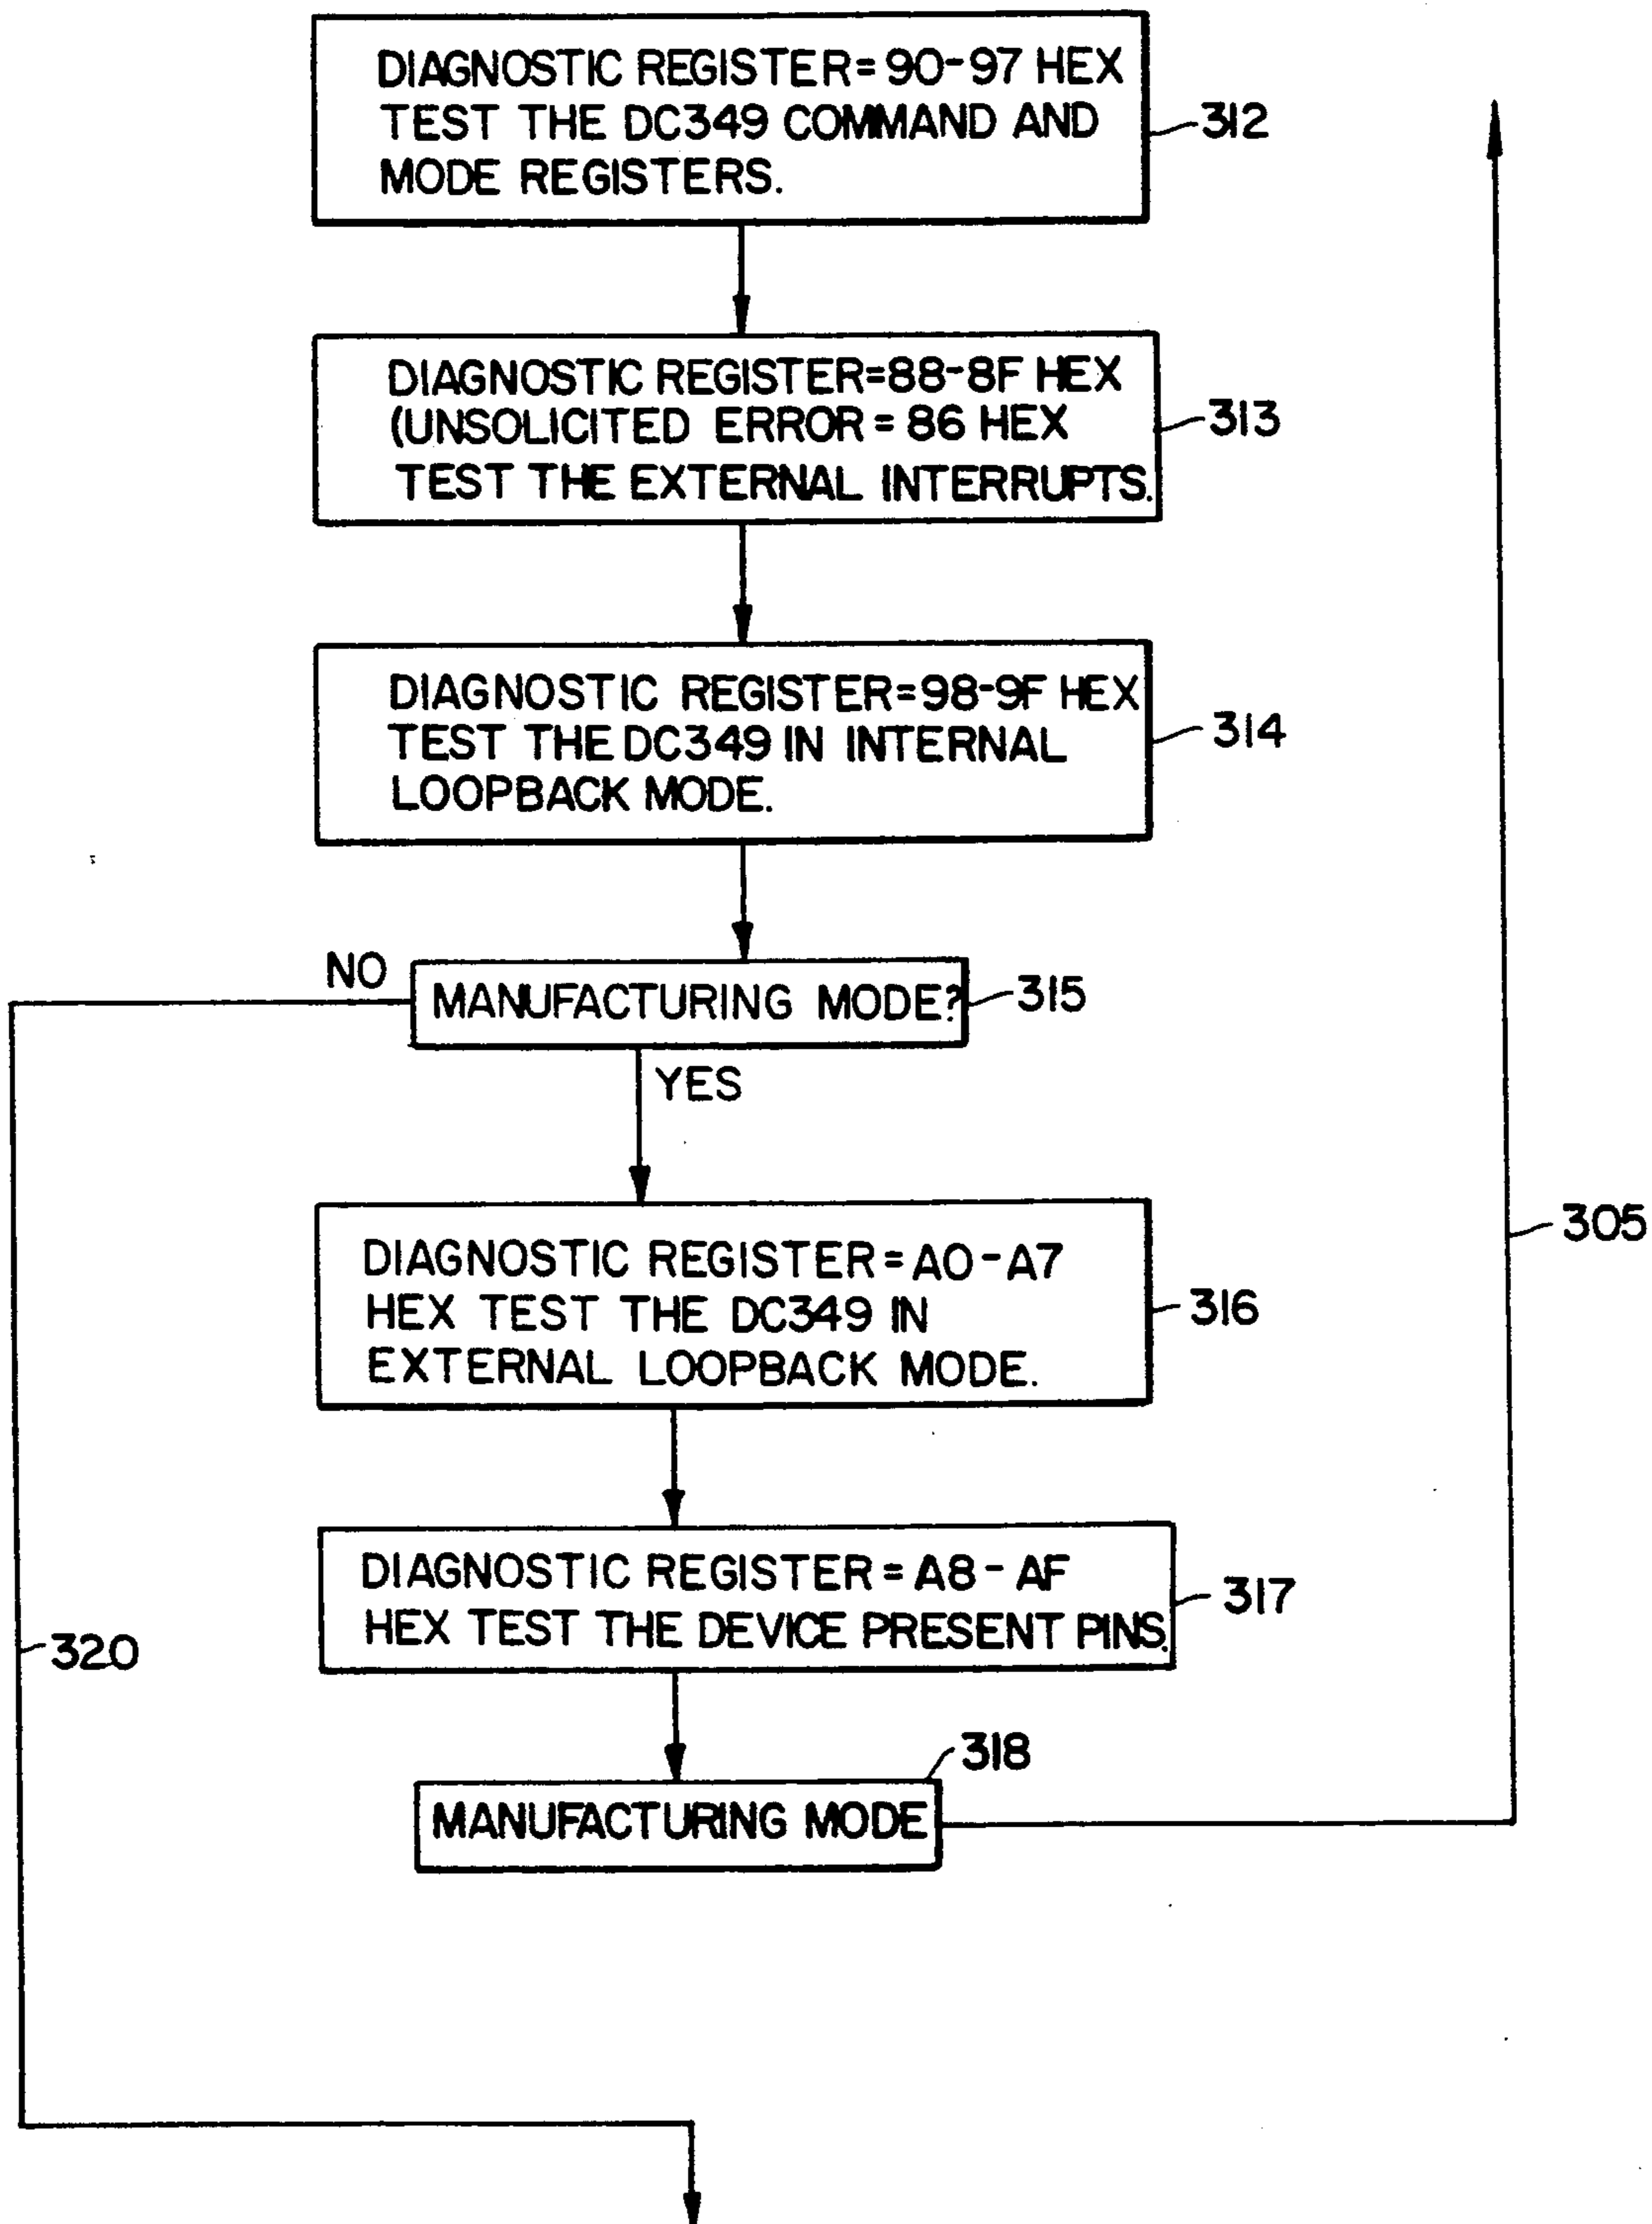 DIAGNOSTIC REGISTER=90-97 HEX
TEST THE DC349 COMMAND AND
MODE REGISTERS.
312
DIAGNOSTIC REGISTER=88-8F HEX
(UNSOLICITED ERROR=86 HEX
TEST THE EXTERNAL INTERRUPTS.
313
DIAGNOSTIC REGISTER=98-9F HEX
TEST THE DC349 IN INTERNAL
LOOPBACK MODE.
314
NO
MANUFACTURING MODE?
315
YES
DIAGNOSTIC REGISTER=A0-A7
HEX TEST THE DC349 IN
EXTERNAL LOOPBACK MODE.
316
305
DIAGNOSTIC REGISTER=A8-AF
HEX TEST THE DEVICE PRESENT PINS.
317
320
318
MANUFACTURING MODE